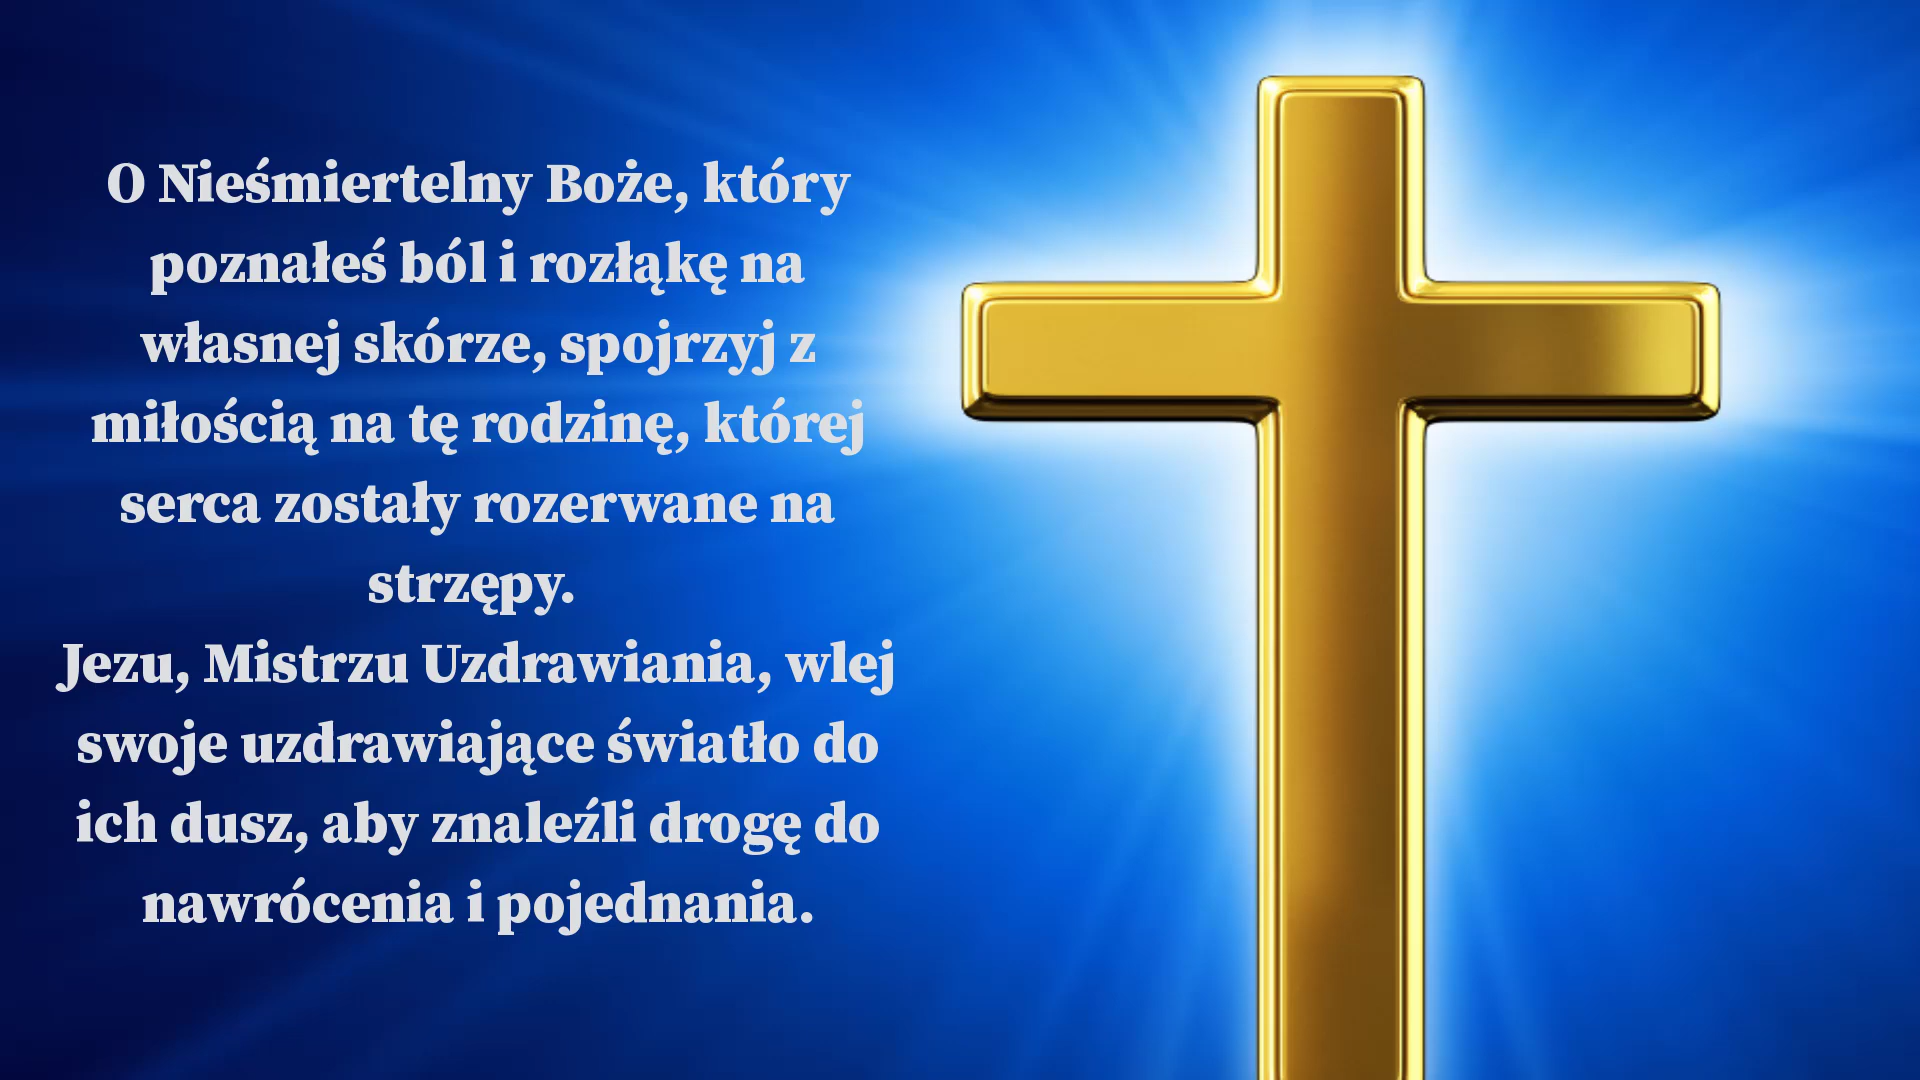 O Nieśmiertelny Boże, który
poznałeś ból i rozłąkę na
własnej skórze, spojrzyj z
miłością na tę rodzinę, której
serca zostały rozerwane na
strzępy.
Jezu, Mistrzu Uzdrawiania, wlej
swoje uzdrawiające światło do
ich dusz, aby znaleźli drogę do
nawrócenia i pojednania.